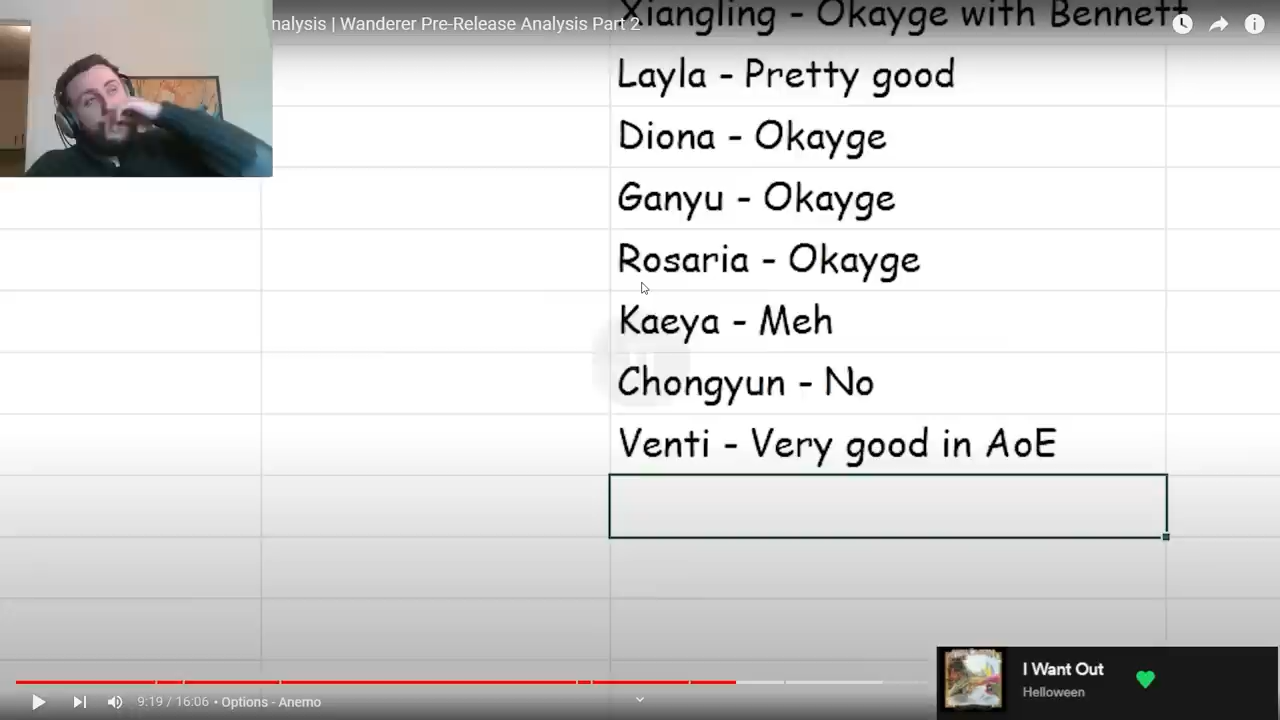 nalysis | Wanderer Pre-Release Analysis Part 2
Xiangling - Okayge with Bennett
Layla - Pretty good
Diona - Okayge
Ganyu - Okayge
Rosaria - Okayge
Kaeya - Meh
Chongyun - No
Venti - Very good in AoE
I Want Out
Helloween
9:19 / 16:06 • Options - Anemo